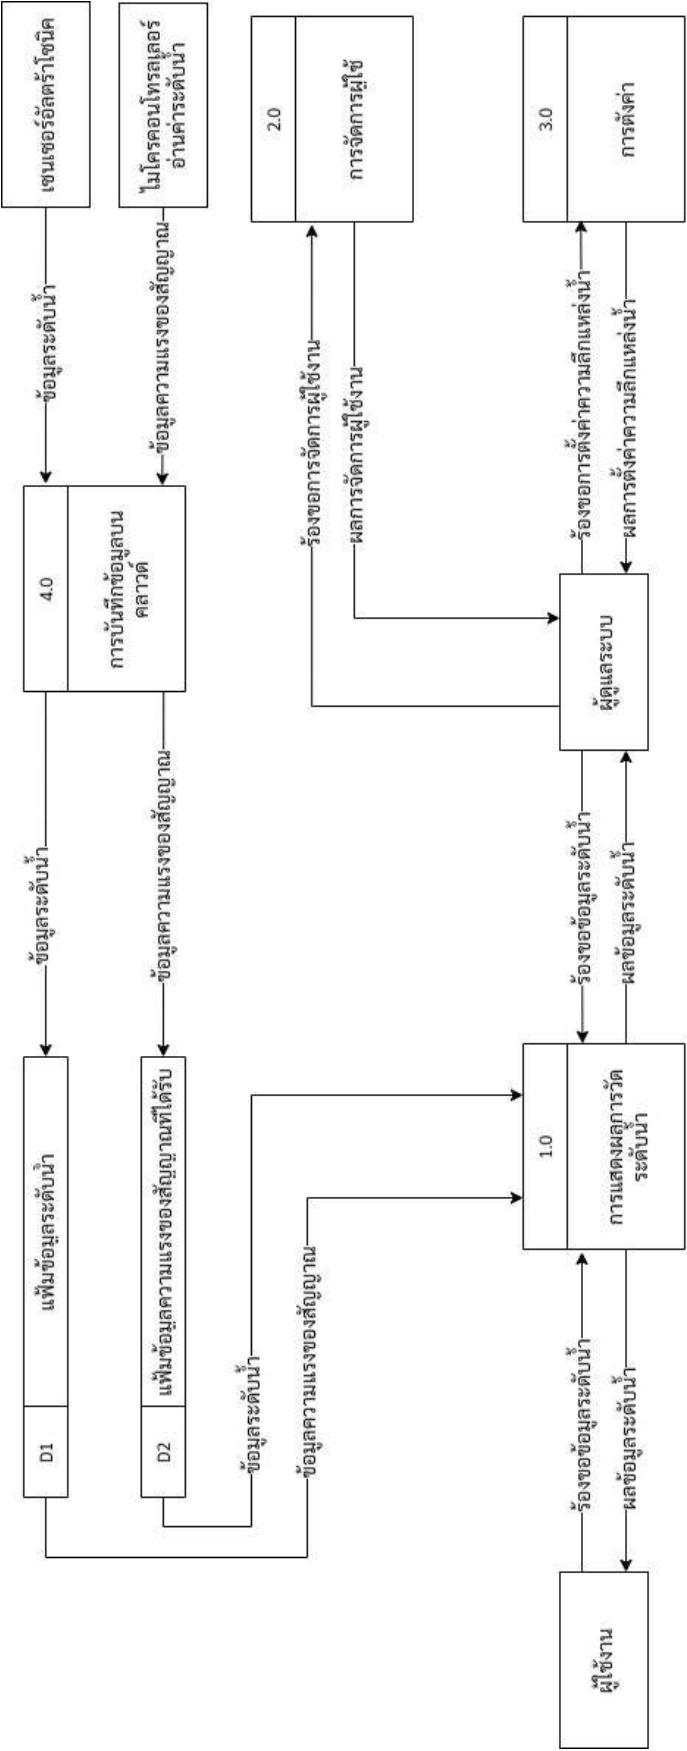 D1
แฟ้มข้อมูลระดับน้ำ
ข้อมูลระดับน้ำ
4.0
การบันทึกข้อมูลบน
คลาวด์
ข้อมูลระดับน้ำ
เซนเซอร์อัลตร้าโซนิค
D2
แฟ้มข้อมูลความแรงของสัญญาณที่ได้รับ
ข้อมูลความแรงของสัญญาณ
ข้อมูลความแรงของสัญญาณ
ไมโครคอนโทรลเลอร์
อ่านค่าระดับน้ำ
ข้อมูลระดับน้ำ
ข้อมูลความแรงของสัญญาณ
2.0
การจัดการผู้ใช้
ร้องขอการจัดการผู้ใช้งาน
ผลการจัดการผู้ใช้งาน
ผู้ใช้งาน
ร้องขอข้อมูลระดับน้ำ
ผลข้อมูลระดับน้ำ
1.0
การแสดงผลการวัด
ระดับน้ำ
ร้องขอข้อมูลระดับน้ำ
ผลข้อมูลระดับน้ำ
ผู้ดูแลระบบ
ร้องขอการตั้งค่าความลึกแหล่งน้ำ
ผลการตั้งค่าความลึกแหล่งน้ำ
3.0
การตั้งค่า